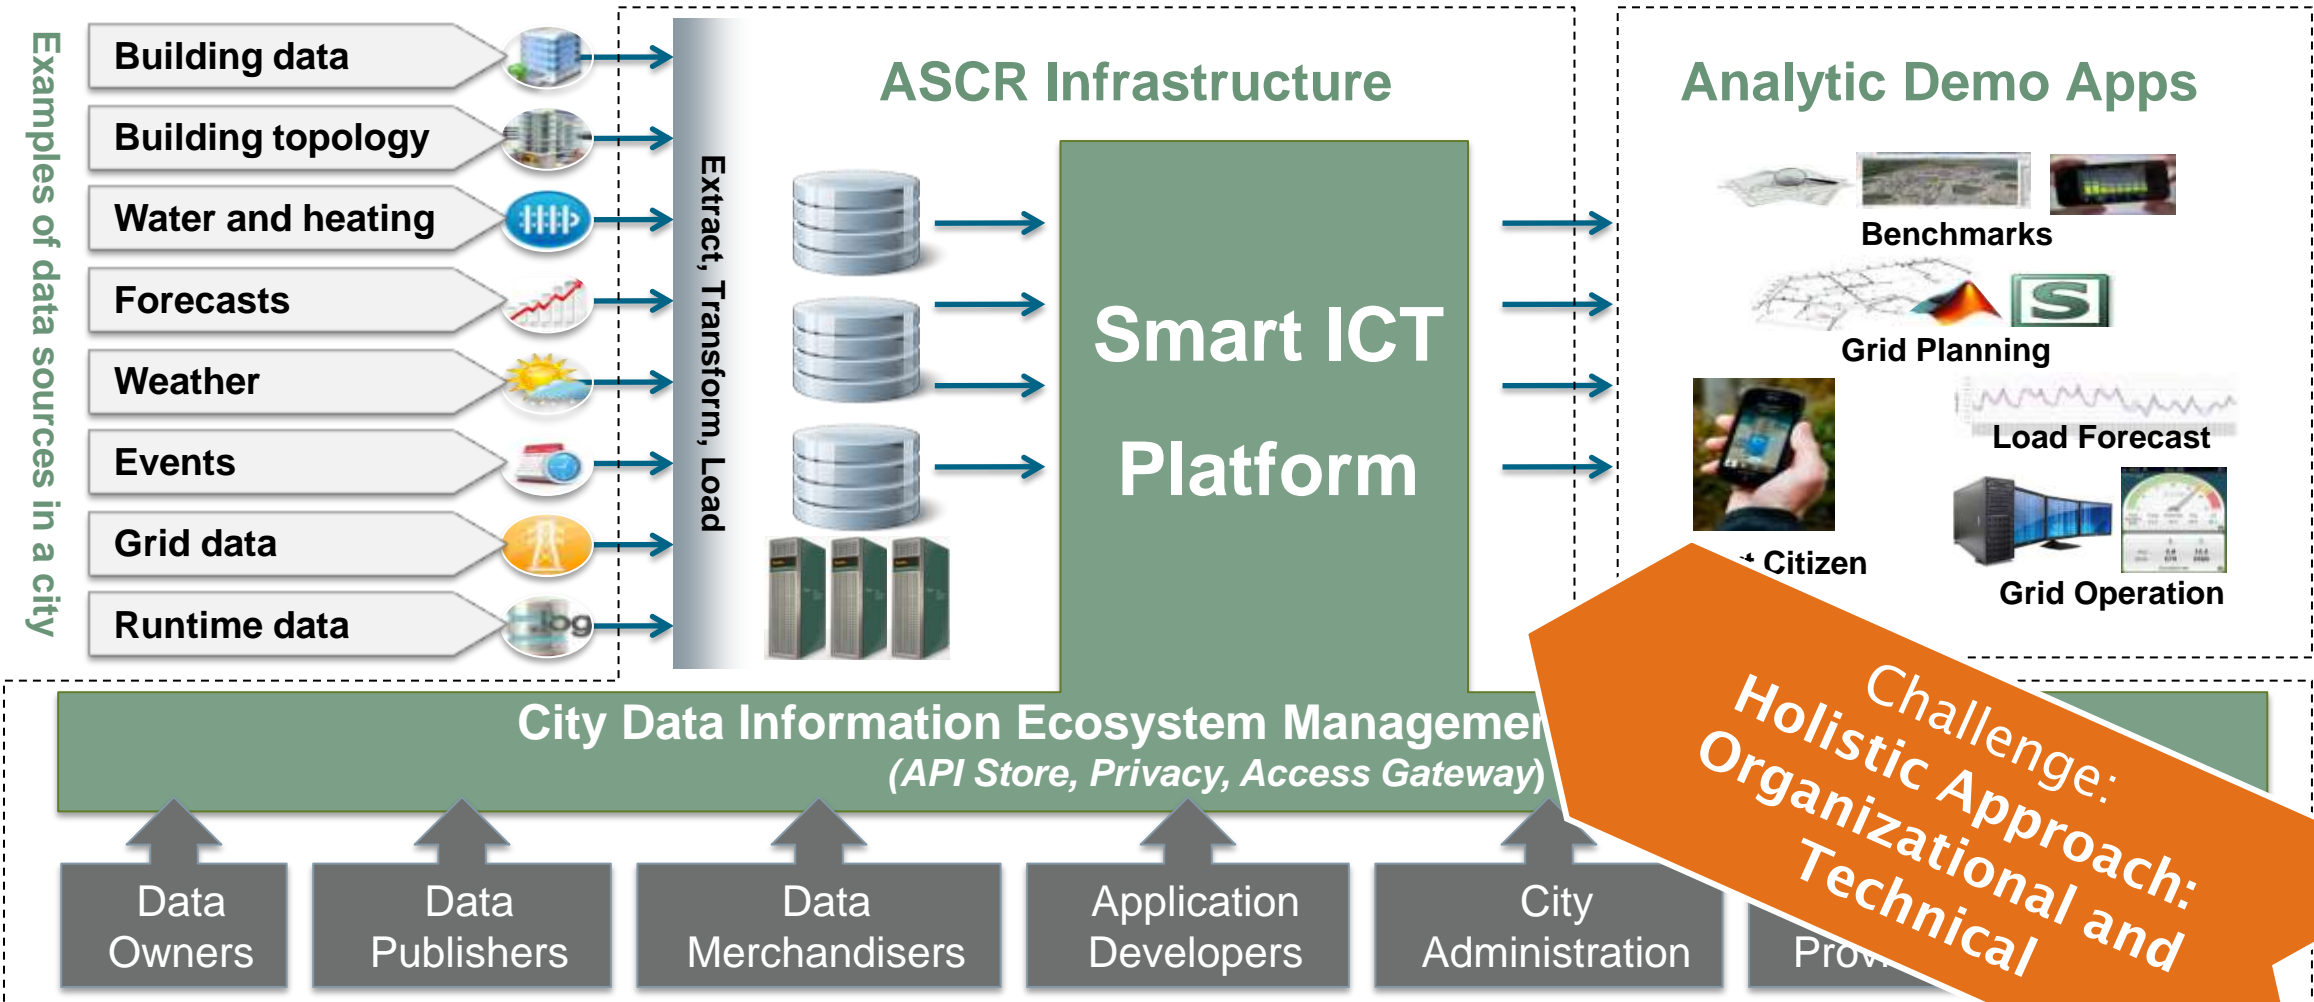 Examples of data sources in a city
Building data
Building topology
Water and heating
Forecasts
Weather
Events
Grid data
Runtime data
.log
Extract, Transform, Load
ASCR Infrastructure
Smart ICT
Platform
Analytic Demo Apps
Benchmarks
S
Grid Planning
Load Forecast
Citizen
Grid Operation
City Data Information Ecosystem
(API Store, Privacy, Access Gateway)
Data
Owners
Data
Publishers
Data
Merchandisers
Application
Developers
City
Administration
Challenge:
Holistic Approach:
Organizational and
Technical